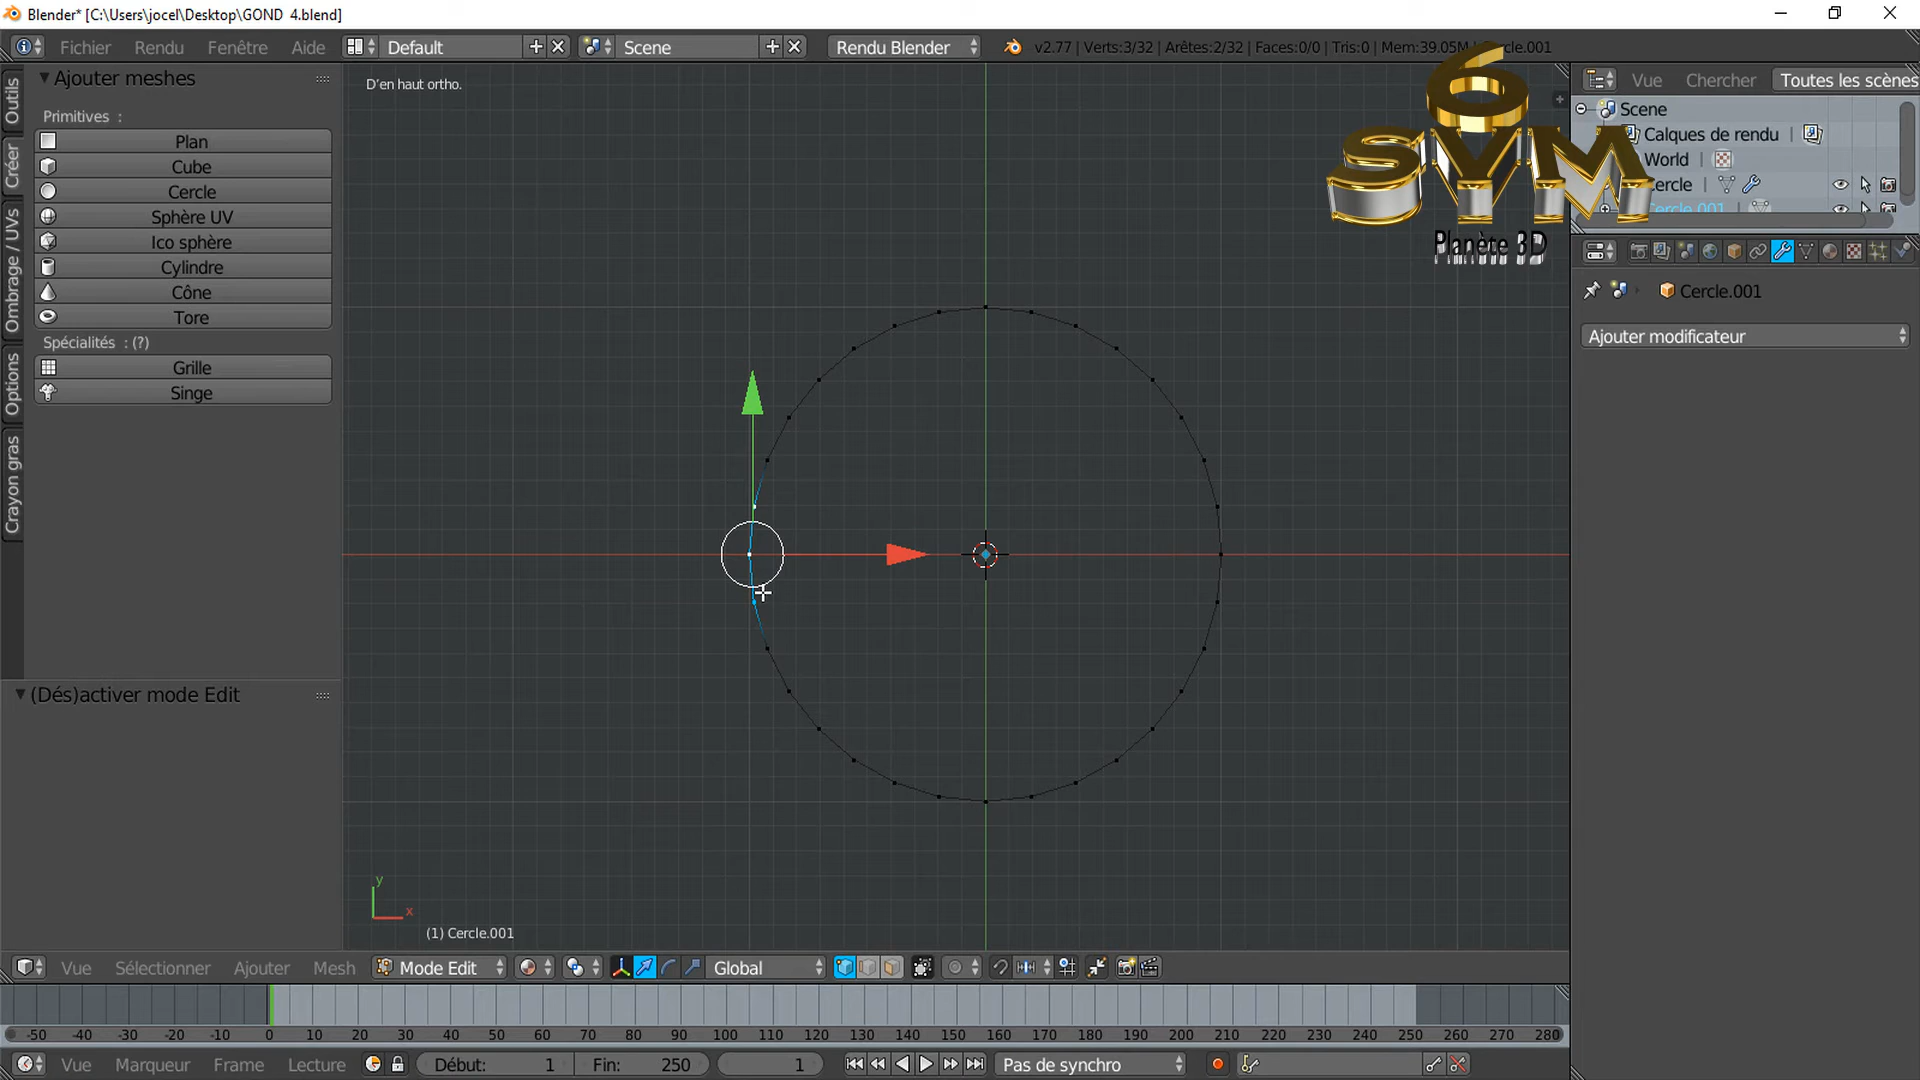 Blender* [C:\Users\jocel\Desktop\GOND 4.blend]
Fichier Rendu Fenêtre Aide Default Scene Rendu Blender v2.77 | Verts:3/32 | Arêtes:2/32 | Faces:0/0 | Tris:0 | Mem:39.05M
Ajouter meshes
Primitives :
Plan
Cube
Cercle
Sphère UV
Ico sphère
Cylindre
Cône
Tore
Spécialités : (?)
Grille
Singe
Outils
Créer
Ombrage / UVs
Options
Crayon gras
(Dés)activer mode Edit
D'en haut ortho.
6
SYM
Planète 3D
Vue Chercher Toutes les scènes
Scene
Calques de rendu
World
Cercle
Cercle.001
Cercle.001
Ajouter modificateur
y
x
(1) Cercle.001
Vue Sélectionner Ajouter Mesh Mode Edit Global
-50 -40 -30 -20 -10 0 10 20 30 40 50 60 70 80 90 100 110 120 130 140 150 160 170 180 190 200 210 220 230 240 250 260 270 280
Vue Marqueur Frame Lecture Début: 1 Fin: 250 1 Pas de synchro